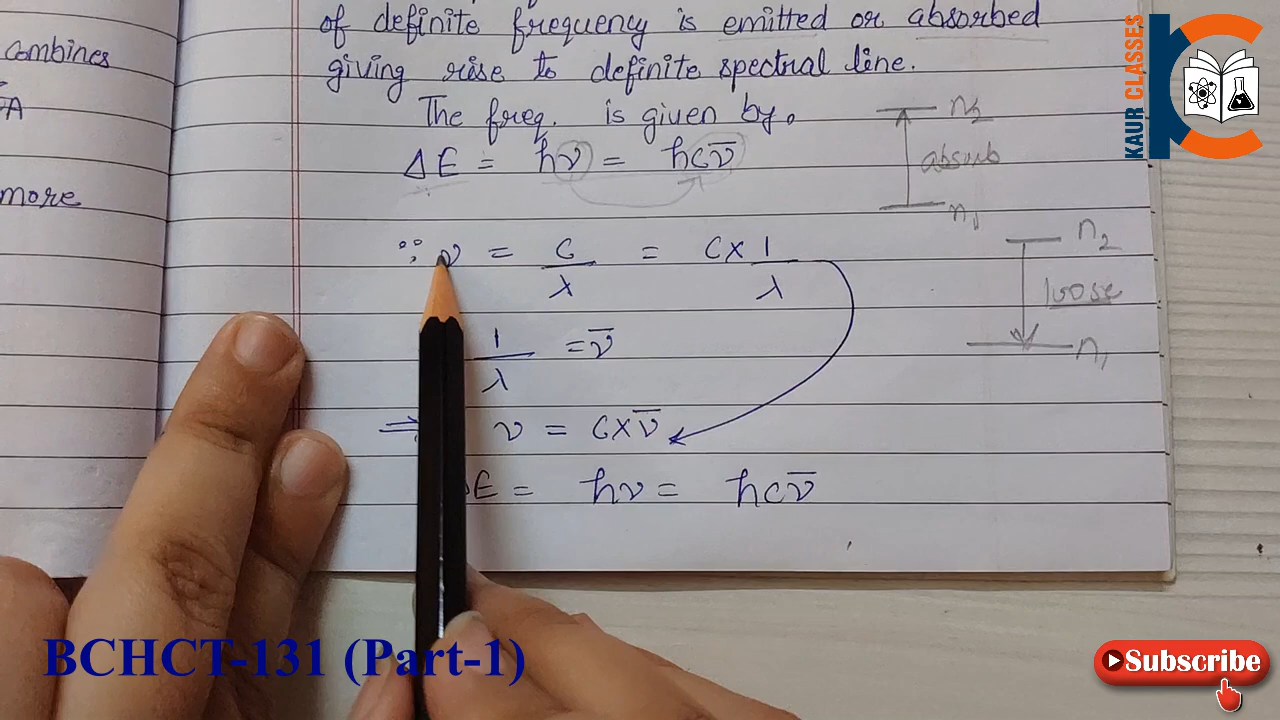 combines
A
more
of definite frequency is emitted or absorbed
giving rise to definite spectral line.
The freq. is given by.
ΔE = hν = hcν̅
∵ ν = c/λ = c×1/λ
1/λ = ν̅
⇒ ν = c×ν̅
ΔE = hν = hcν̅
n2
absorb
n1
n2
loose
n1
KAUR CLASSES
BCHCT-131 (Part-1)
Subscribe